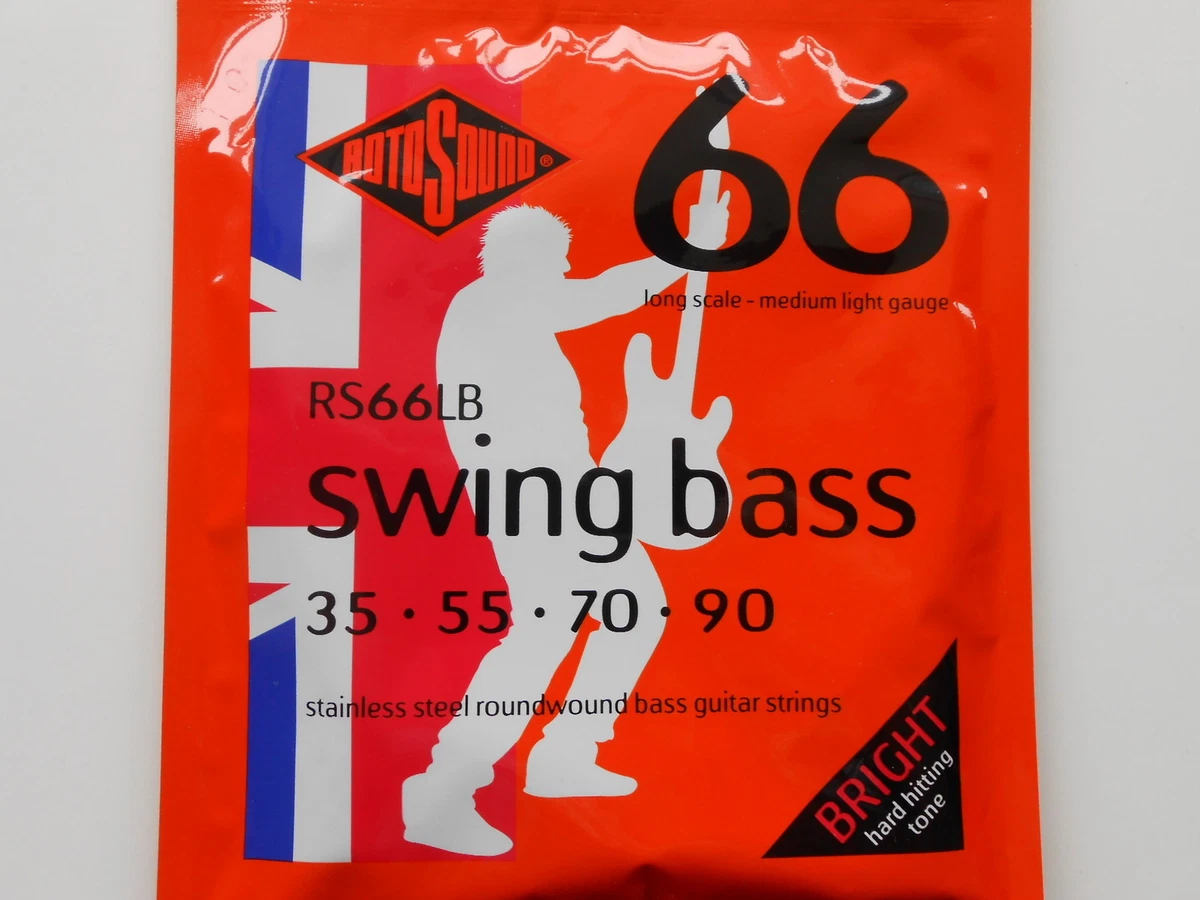 ROTOSOUND®
66
long scale - medium light gauge
RS66LB
swing bass
35 · 55 · 70 · 90
stainless steel roundwound bass guitar strings
BRIGHT
hard hitting
tone